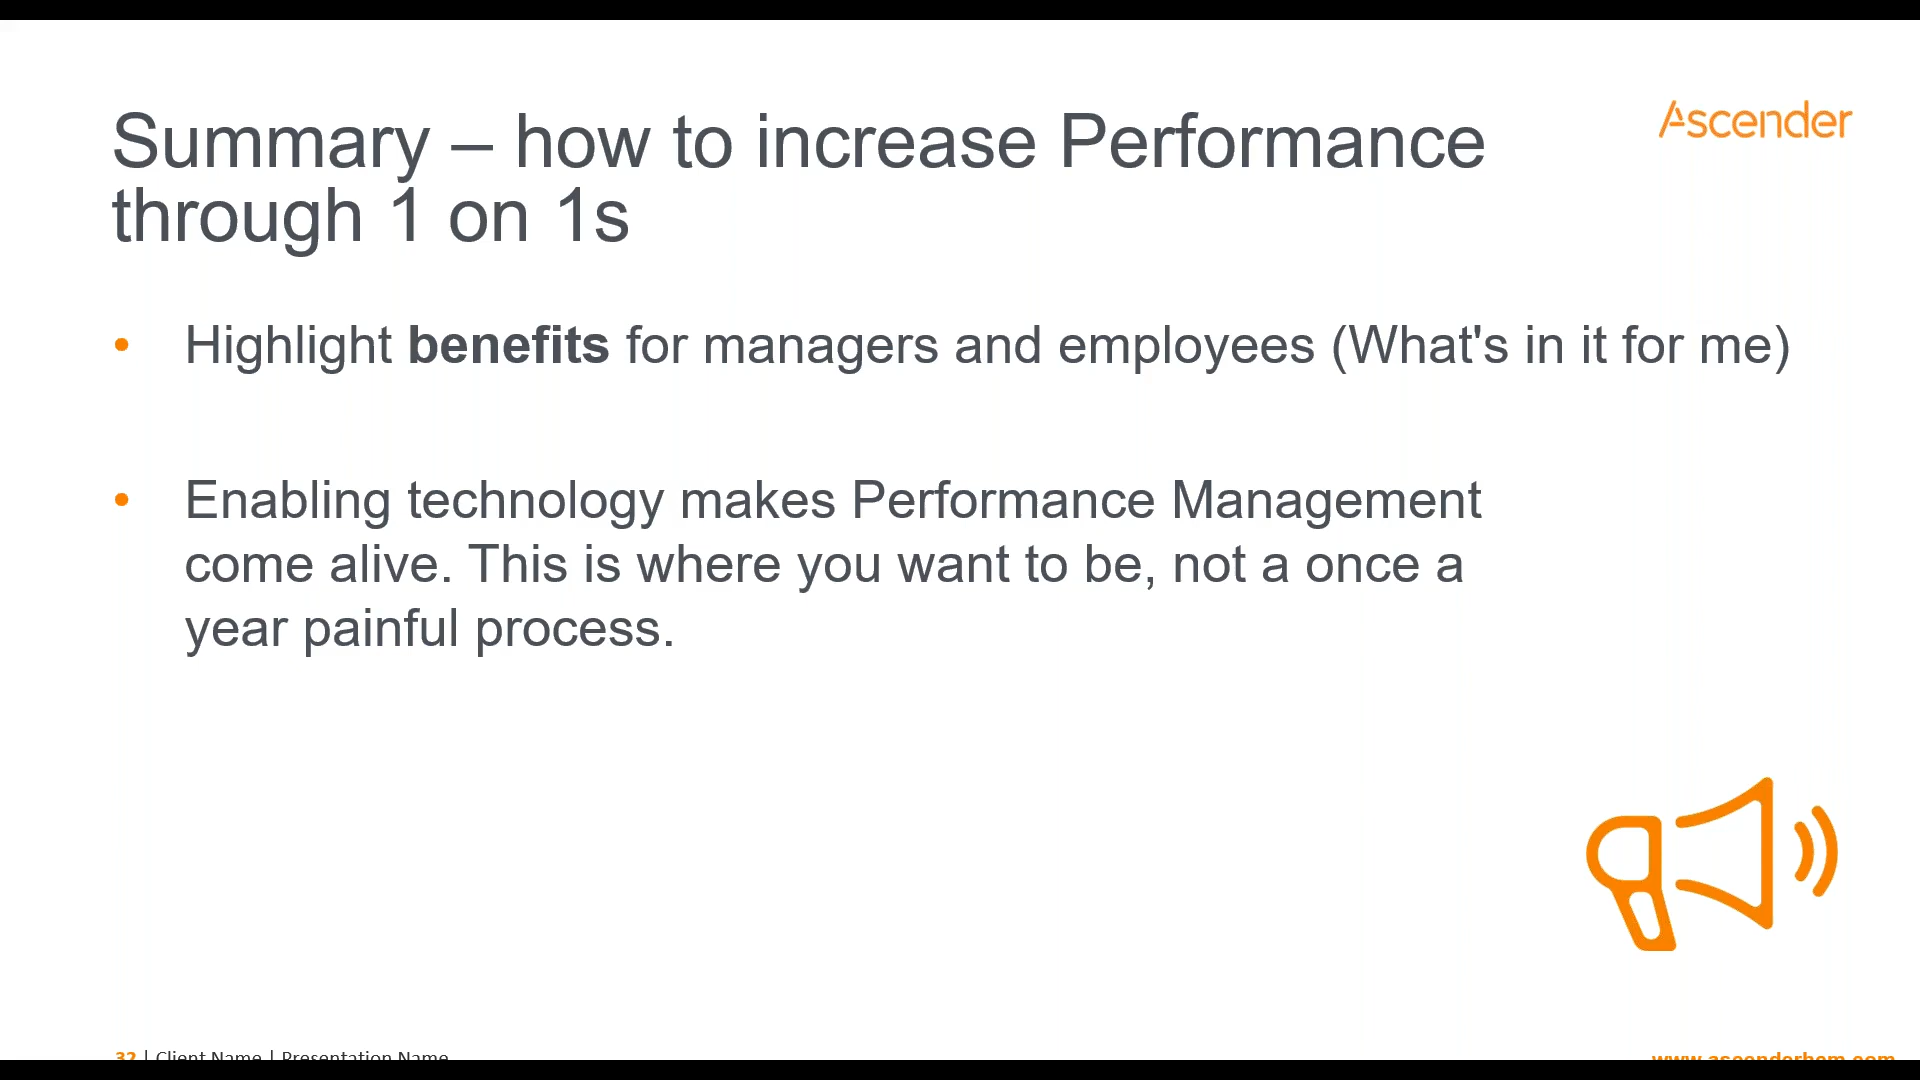 Summary – how to increase Performance
through 1 on 1s
Ascender
• Highlight benefits for managers and employees (What's in it for me)
• Enabling technology makes Performance Management
come alive. This is where you want to be, not a once a
year painful process.
32 | Client Name | Presentation Name
www.ascenderhcm.com